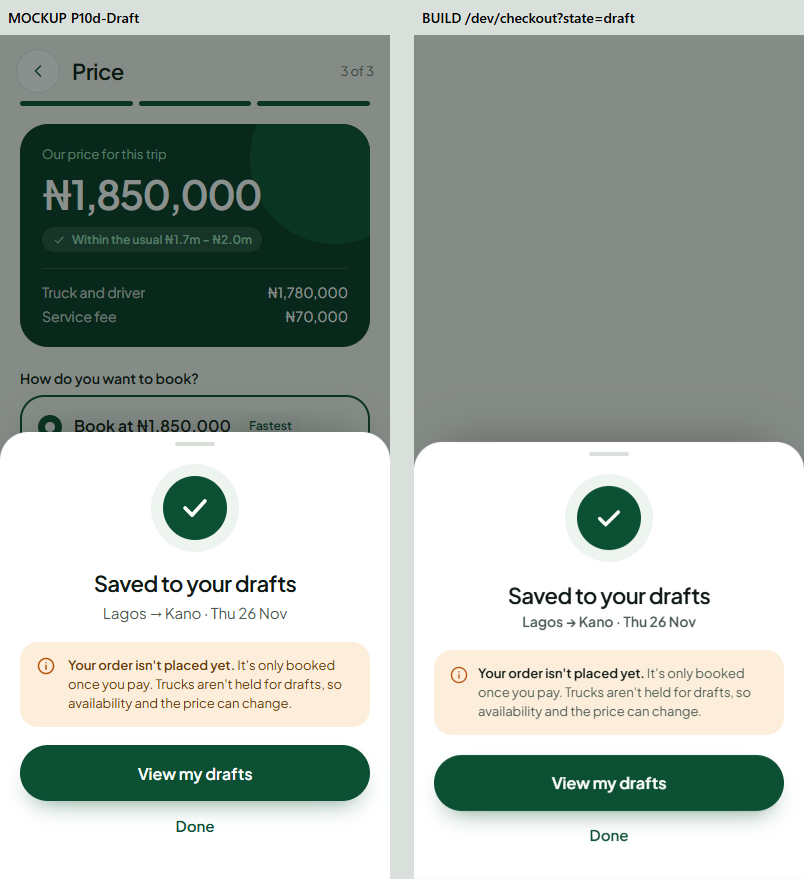 MOCKUP P10d-Draft
Price
3 of 3
Our price for this trip
₦1,850,000
Within the usual ₦1.7m – ₦2.0m
Truck and driver ₦1,780,000
Service fee ₦70,000
How do you want to book?
Book at ₦1,850,000 Fastest
Saved to your drafts
Lagos → Kano · Thu 26 Nov
Your order isn't placed yet. It's only booked
once you pay. Trucks aren't held for drafts, so
availability and the price can change.
View my drafts
Done
BUILD /dev/checkout?state=draft
Saved to your drafts
Lagos → Kano · Thu 26 Nov
Your order isn't placed yet. It's only booked
once you pay. Trucks aren't held for drafts, so
availability and the price can change.
View my drafts
Done